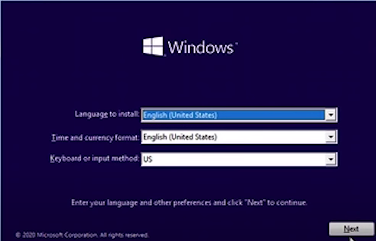 Windows
Language to install: English (United States)
Time and currency format: English (United States)
Keyboard or input method: US
Enter your language and other preferences and click "Next" to continue.
© 2020 Microsoft Corporation. All rights reserved.
Next